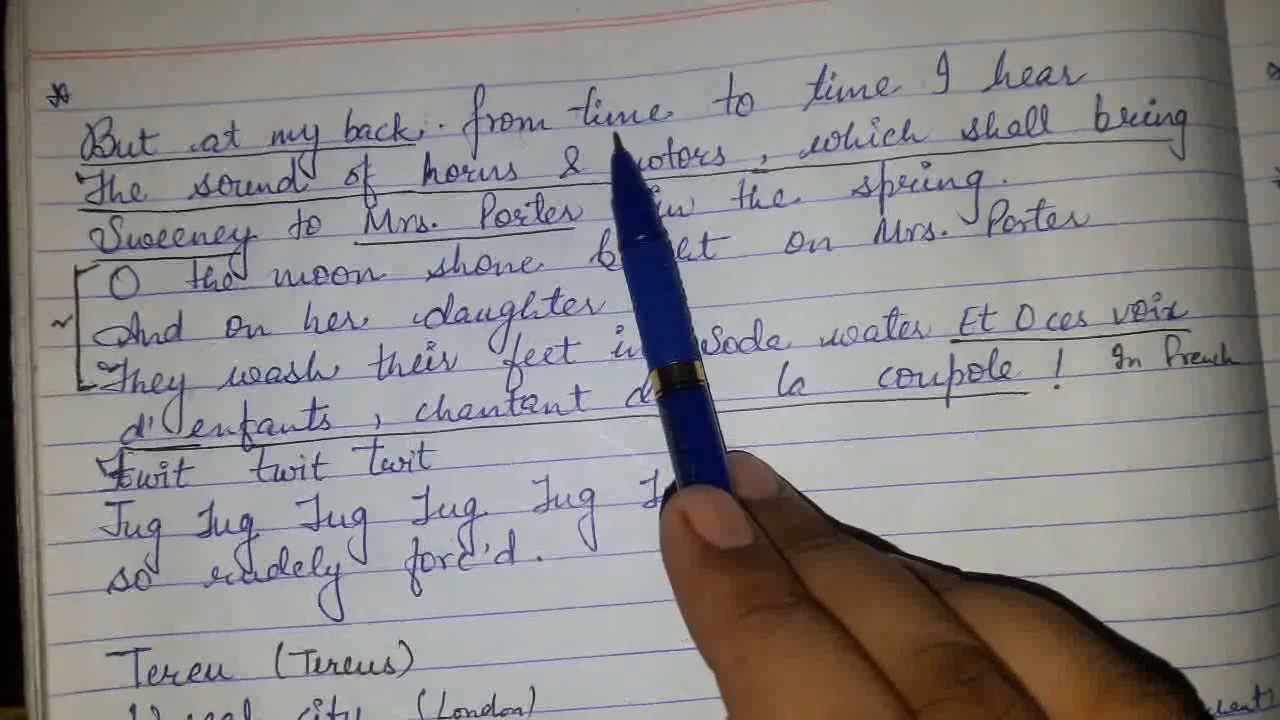 But at my back. from time to time I hear
The sound of horns & motors, which shall bring
Sweeney to Mrs. Porter in the spring.
O the moon shone on Mrs. Porter
And on her daughter
They wash their feet in Soda water Et O ces voix
d'enfants, chantant la coupole! In French
twit twit twit
Jug Jug Jug Jug Jug
so rudely forc'd.
Tereu (Tereus)
city (London)